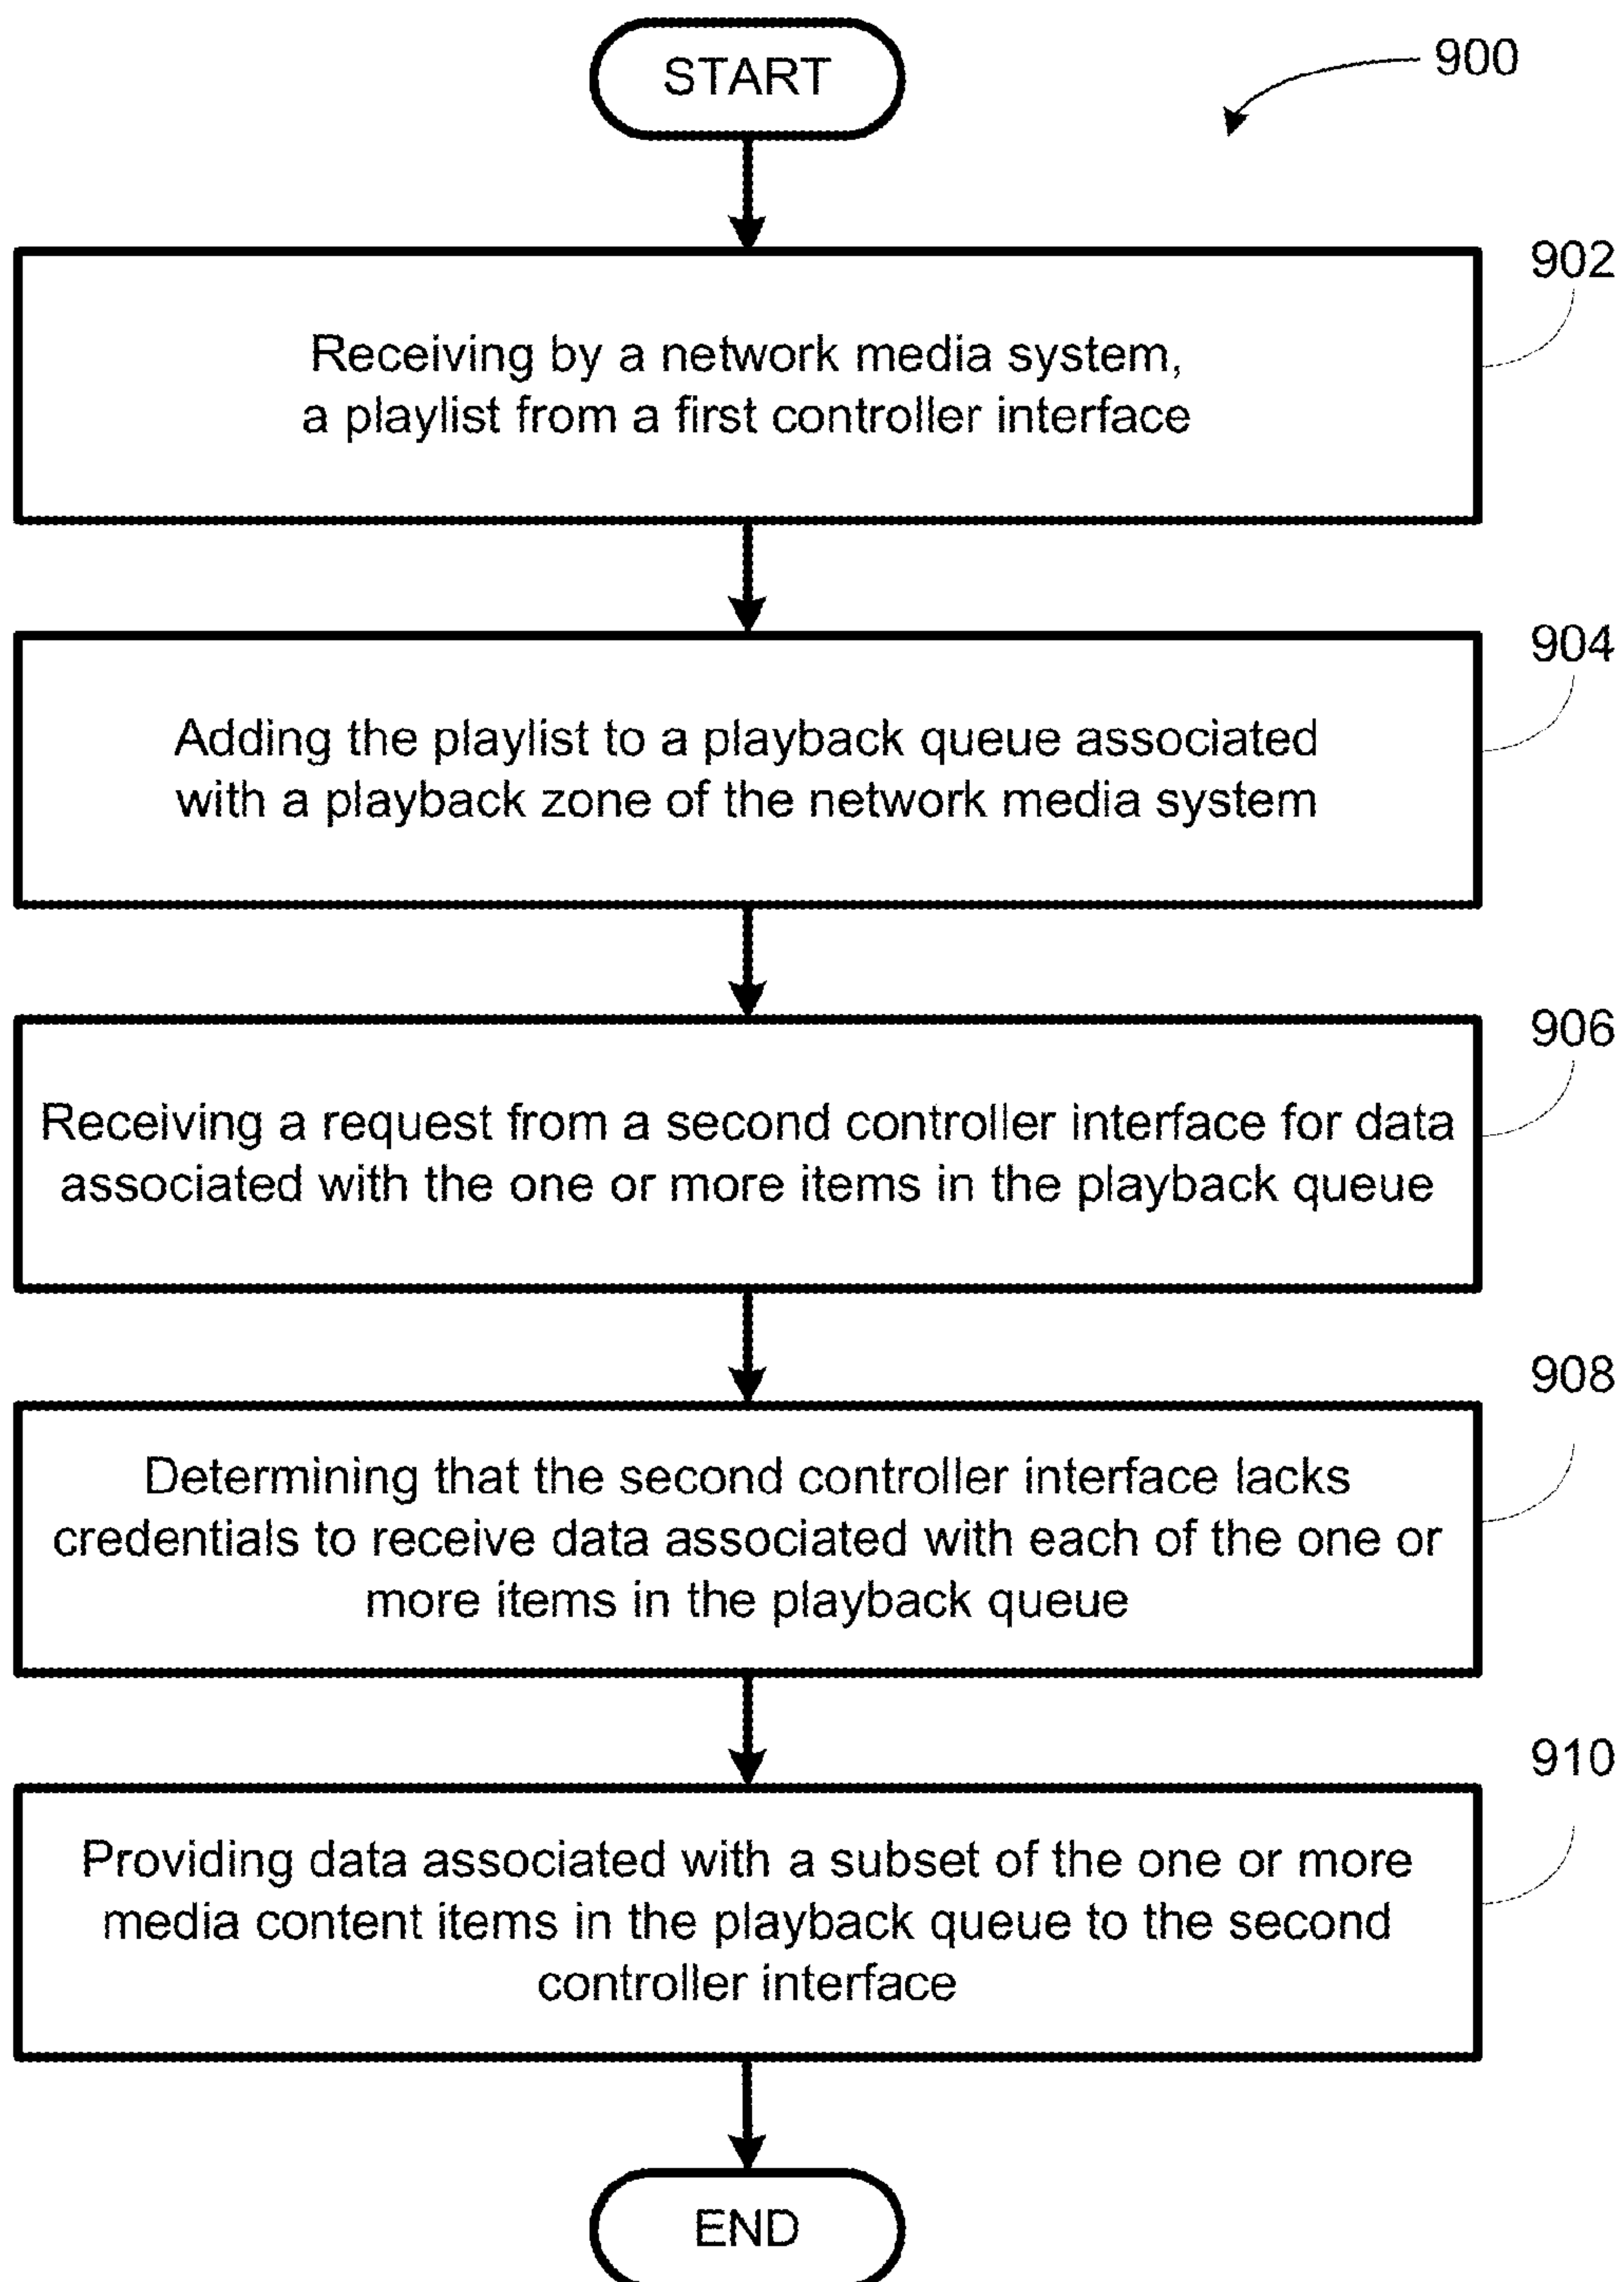 START
900
902
Receiving by a network media system,
a playlist from a first controller interface
904
Adding the playlist to a playback queue associated
with a playback zone of the network media system
906
Receiving a request from a second controller interface for data
associated with the one or more items in the playback queue
908
Determining that the second controller interface lacks
credentials to receive data associated with each of the one or
more items in the playback queue
910
Providing data associated with a subset of the one or more
media content items in the playback queue to the second
controller interface
END